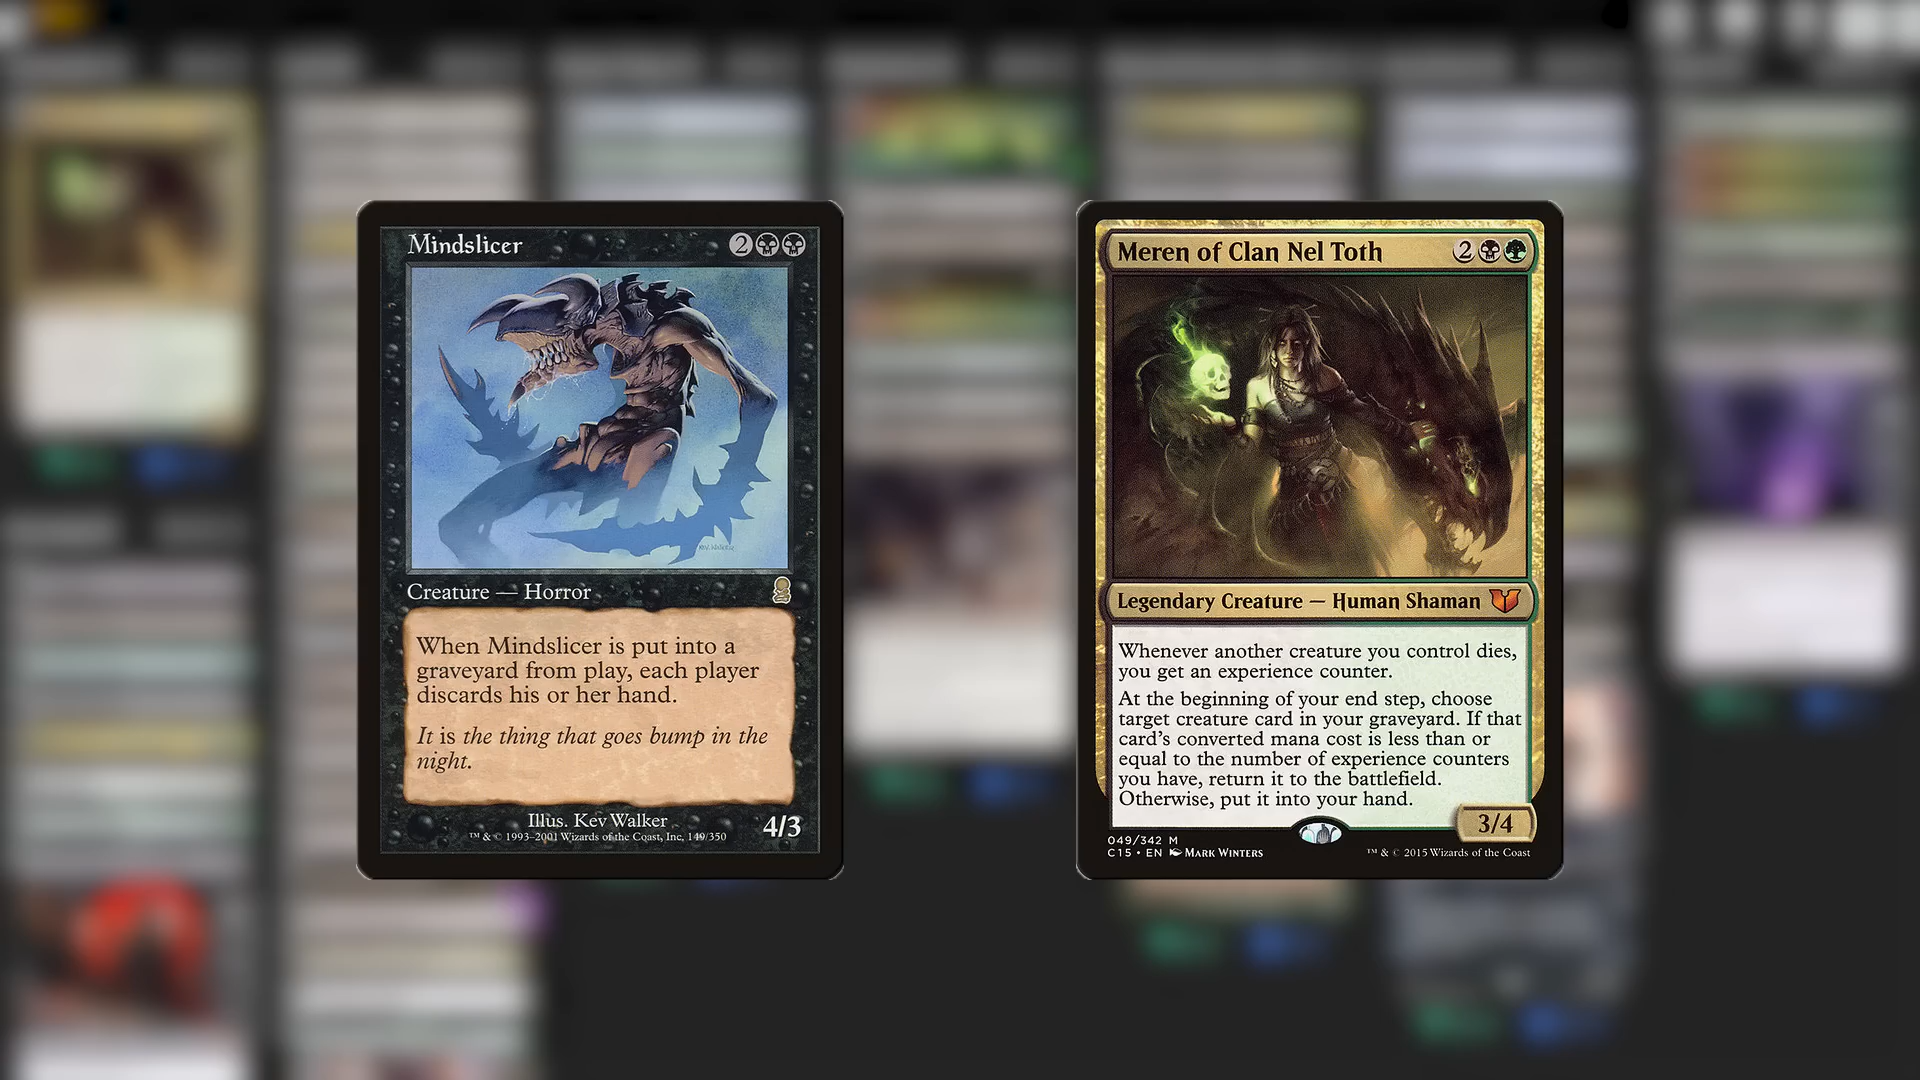 Mindslicer
2
Creature — Horror
When Mindslicer is put into a
graveyard from play, each player
discards his or her hand.
It is the thing that goes bump in the
night.
Illus. Kev Walker
™ & © 1993–2001 Wizards of the Coast, Inc. 149/350
4/3
Meren of Clan Nel Toth
2
Legendary Creature — Human Shaman
Whenever another creature you control dies,
you get an experience counter.
At the beginning of your end step, choose
target creature card in your graveyard. If that
card's converted mana cost is less than or
equal to the number of experience counters
you have, return it to the battlefield.
Otherwise, put it into your hand.
3/4
049/342 M
C15 • EN Mark Winters
™ & © 2015 Wizards of the Coast